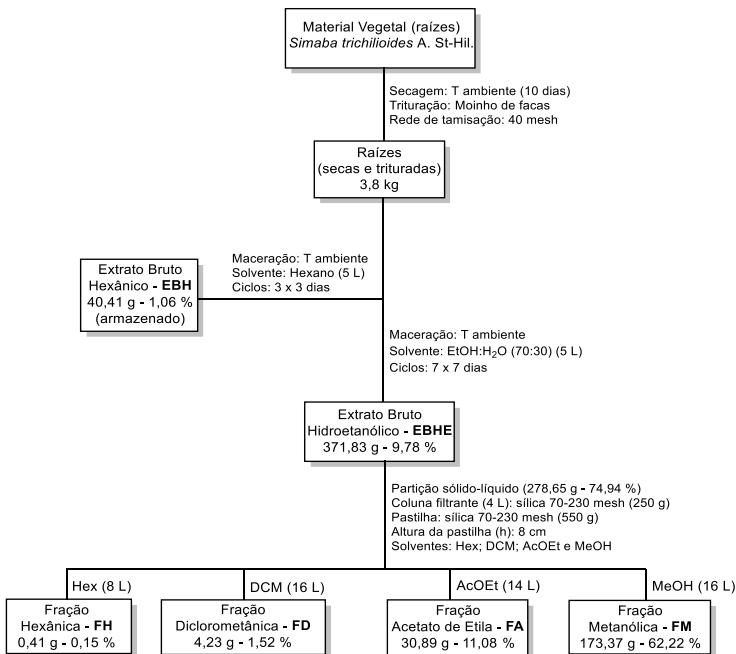 Material Vegetal (raízes)
Simaba trichilioides A. St-Hil.
Secagem: T ambiente (10 dias)
Trituração: Moinho de facas
Rede de tamisação: 40 mesh
Raízes
(secas e trituradas)
3,8 kg
Maceração: T ambiente
Solvente: Hexano (5 L)
Ciclos: 3 x 3 dias
Extrato Bruto
Hexânico - EBH
40,41 g - 1,06 %
(armazenado)
Maceração: T ambiente
Solvente: EtOH:H₂O (70:30) (5 L)
Ciclos: 7 x 7 dias
Extrato Bruto
Hidroetanólico - EBHE
371,83 g - 9,78 %
Partição sólido-líquido (278,65 g - 74,94 %)
Coluna filtrante (4 L): sílica 70-230 mesh (250 g)
Pastilha: sílica 70-230 mesh (550 g)
Altura da pastilha (h): 8 cm
Solventes: Hex; DCM; AcOEt e MeOH
Hex (8 L)
Fração
Hexânica - FH
0,41 g - 0,15 %
DCM (16 L)
Fração
Diclorometânica - FD
4,23 g - 1,52 %
AcOEt (14 L)
Fração
Acetato de Etila - FA
30,89 g - 11,08 %
MeOH (16 L)
Fração
Metanólica - FM
173,37 g - 62,22 %